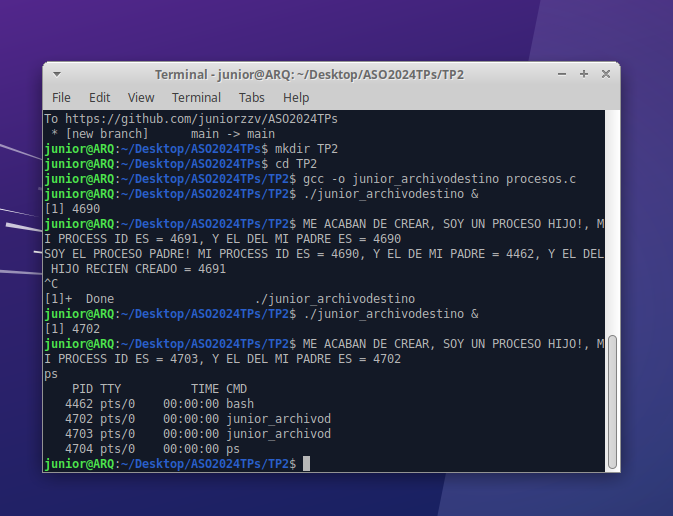 Terminal - junior@ARQ: ~/Desktop/ASO2024TPs/TP2
File Edit View Terminal Tabs Help
To https://github.com/juniorzzv/ASO2024TPs
 * [new branch]      main -> main
junior@ARQ:~/Desktop/ASO2024TPs$ mkdir TP2
junior@ARQ:~/Desktop/ASO2024TPs$ cd TP2
junior@ARQ:~/Desktop/ASO2024TPs/TP2$ gcc -o junior_archivodestino procesos.c
junior@ARQ:~/Desktop/ASO2024TPs/TP2$ ./junior_archivodestino &
[1] 4690
junior@ARQ:~/Desktop/ASO2024TPs/TP2$ ME ACABAN DE CREAR, SOY UN PROCESO HIJO!, M
I PROCESS ID ES = 4691, Y EL DEL MI PADRE ES = 4690
SOY EL PROCESO PADRE! MI PROCESS ID ES = 4690, Y EL DE MI PADRE = 4462, Y EL DEL
 HIJO RECIEN CREADO = 4691
^C
[1]+  Done                    ./junior_archivodestino
junior@ARQ:~/Desktop/ASO2024TPs/TP2$ ./junior_archivodestino &
[1] 4702
junior@ARQ:~/Desktop/ASO2024TPs/TP2$ ME ACABAN DE CREAR, SOY UN PROCESO HIJO!, M
I PROCESS ID ES = 4703, Y EL DEL MI PADRE ES = 4702
ps
    PID TTY          TIME CMD
   4462 pts/0    00:00:00 bash
   4702 pts/0    00:00:00 junior_archivod
   4703 pts/0    00:00:00 junior_archivod
   4704 pts/0    00:00:00 ps
junior@ARQ:~/Desktop/ASO2024TPs/TP2$